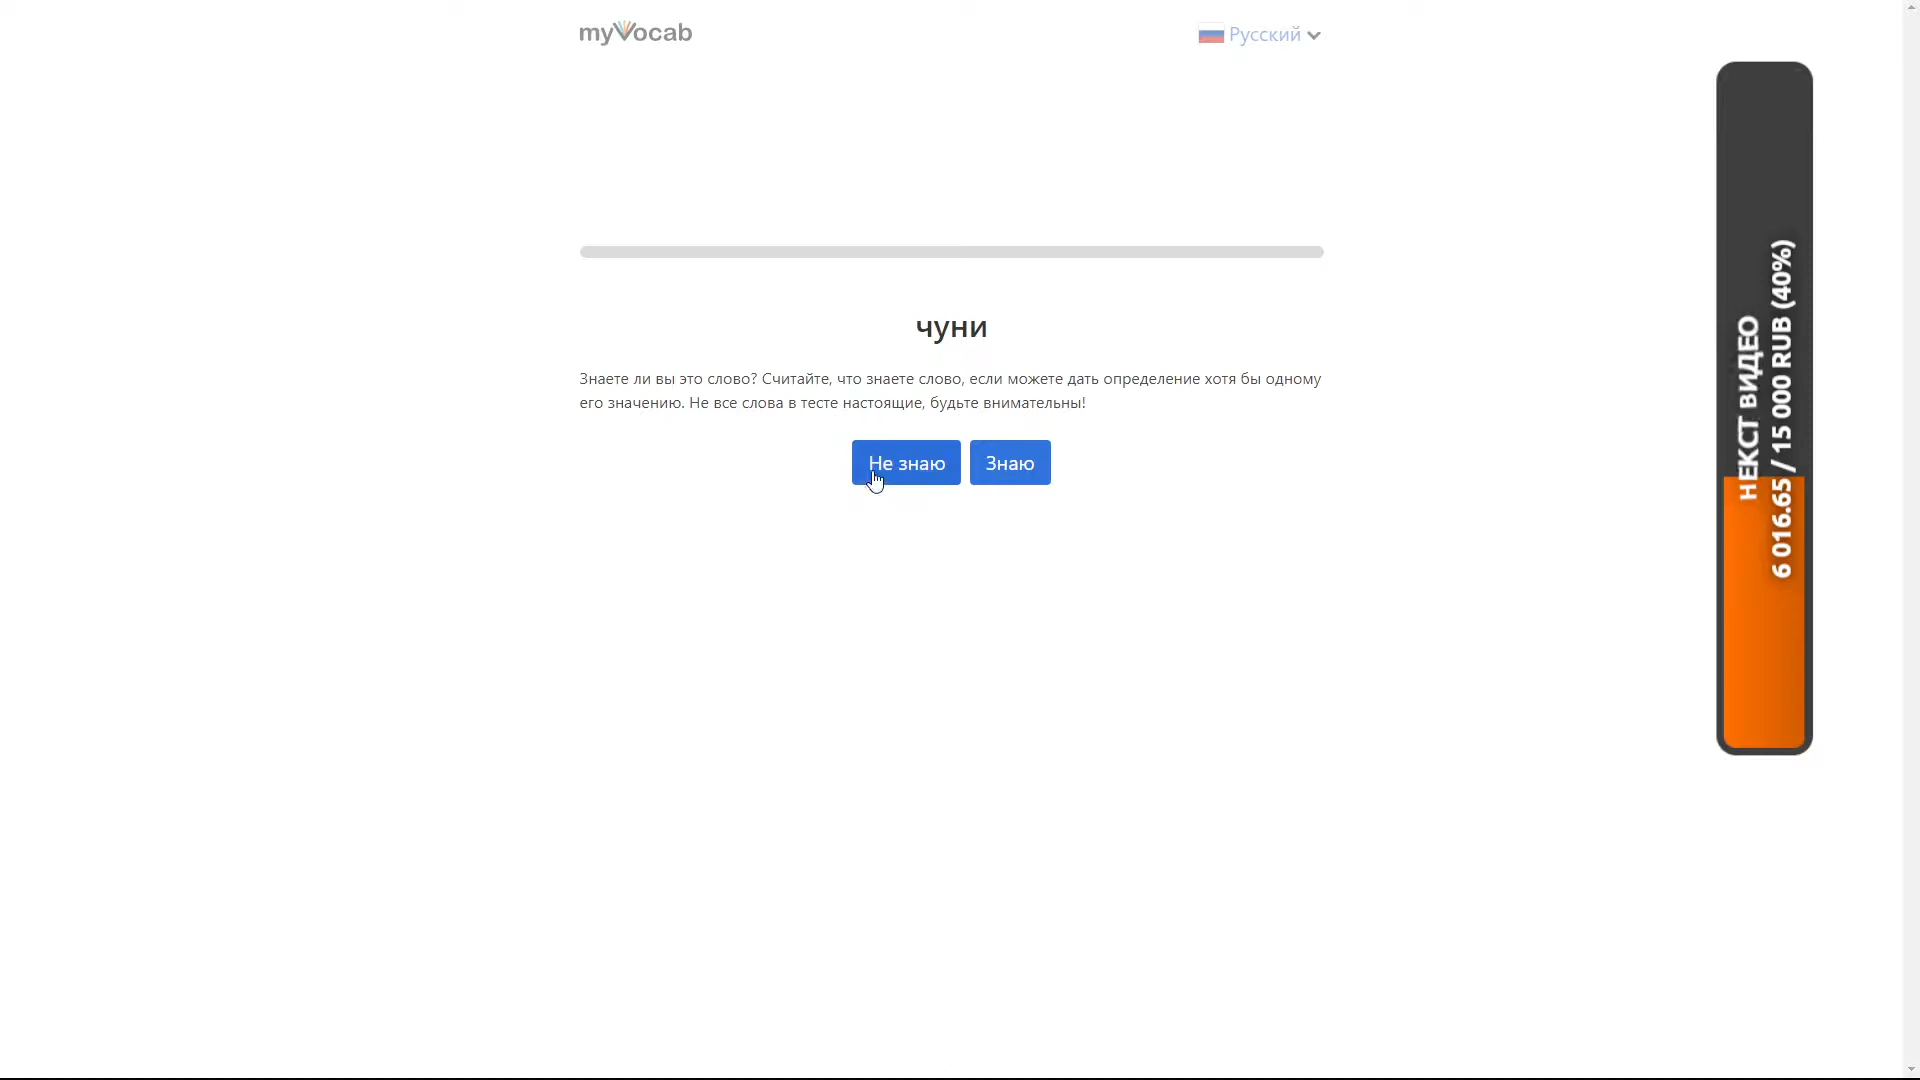 myVocab
Русский
чуни
Знаете ли вы это слово? Считайте, что знаете слово, если можете дать определение хотя бы одному
его значению. Не все слова в тесте настоящие, будьте внимательны!
Не знаю
Знаю
НЕКСТ ВИДЕО
6 016.65 / 15 000 RUB (40%)